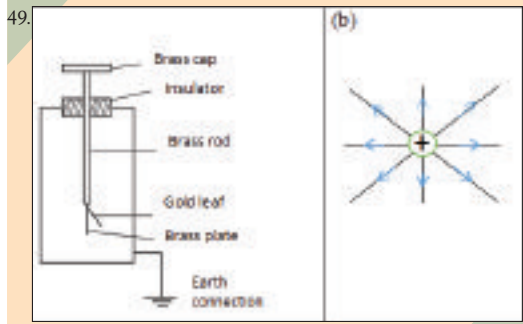 49.
(b)
Brass cap
Insulator
Brass rod
Gold leaf
Brass plate
Earth
connection
+